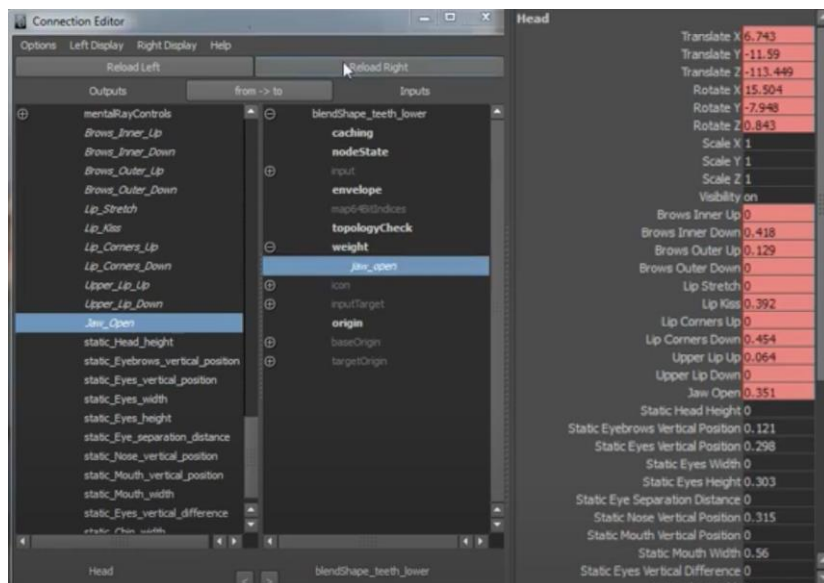 Connection Editor
Options Left Display Right Display Help
Reload Left Reload Right
Outputs from -> to Inputs
mentalRayControls
Brows_Inner_Up
Brows_Inner_Down
Brows_Outer_Up
Brows_Outer_Down
Lip_Stretch
Lip_Kiss
Lip_Corners_Up
Lip_Corners_Down
Upper_Lip_Up
Upper_Lip_Down
Jaw_Open
static_Head_height
static_Eyebrows_vertical_position
static_Eyes_vertical_position
static_Eyes_width
static_Eyes_height
static_Eye_separation_distance
static_Nose_vertical_position
static_Mouth_vertical_position
static_Mouth_width
static_Eyes_vertical_difference
static_Chin_width
Head
blendShape_teeth_lower
caching
nodeState
input
envelope
map64BitIndices
topologyCheck
weight
jaw_open
icon
inputTarget
origin
baseOrigin
targetOrigin
blendShape_teeth_lower
< >
Head
Translate X 6.743
Translate Y -11.59
Translate Z -113.449
Rotate X 15.504
Rotate Y -7.948
Rotate Z 0.843
Scale X 1
Scale Y 1
Scale Z 1
Visibility on
Brows Inner Up 0
Brows Inner Down 0.418
Brows Outer Up 0.129
Brows Outer Down 0
Lip Stretch 0
Lip Kiss 0.392
Lip Corners Up 0
Lip Corners Down 0.454
Upper Lip Up 0.064
Upper Lip Down 0
Jaw Open 0.351
Static Head Height 0
Static Eyebrows Vertical Position 0.121
Static Eyes Vertical Position 0.298
Static Eyes Width 0
Static Eyes Height 0.303
Static Eye Separation Distance 0
Static Nose Vertical Position 0.315
Static Mouth Vertical Position 0
Static Mouth Width 0.56
Static Eyes Vertical Difference 0